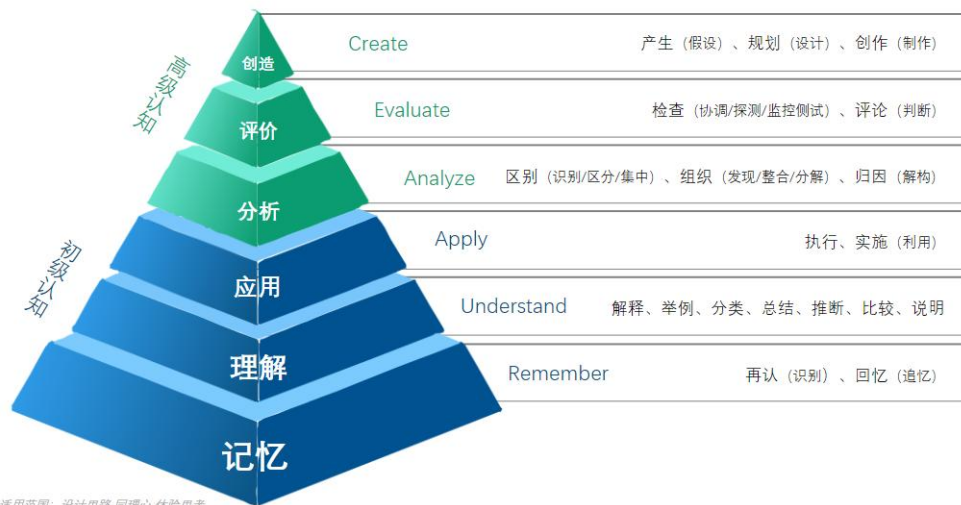 创造
Create
产生（假设）、规划（设计）、创作（制作）
高级认知
评价
Evaluate
检查（协调/探测/监控侧试）、评论（判断）
分析
Analyze
区别（识别/区分/集中）、组织（发现/整合/分解）、归因（解构）
初级认知
应用
Apply
执行、实施（利用）
理解
Understand
解释、举例、分类、总结、推断、比较、说明
记忆
Remember
再认（识别）、回忆（追忆）